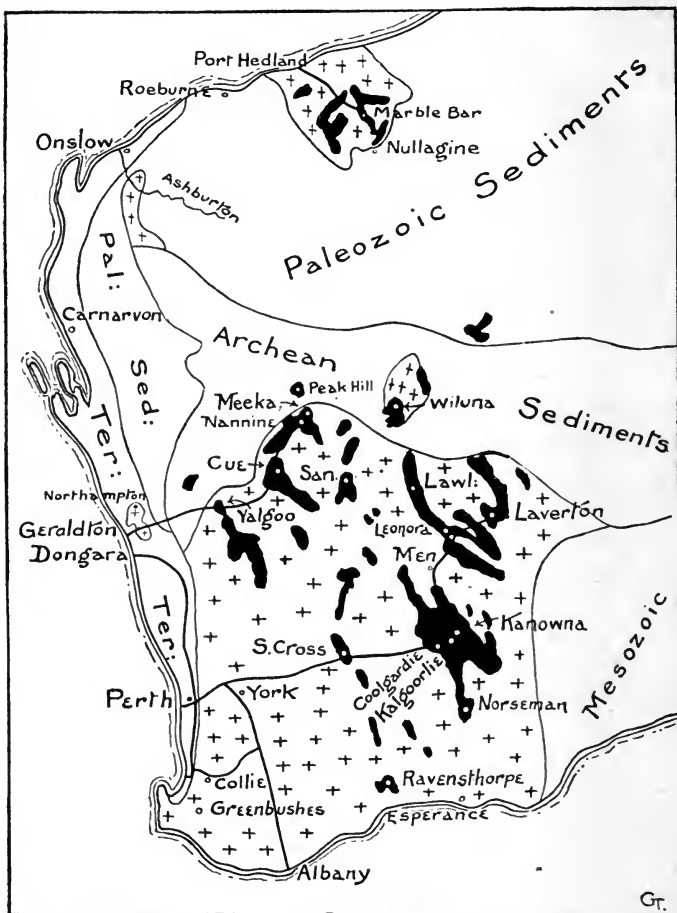 Port Hedland
Roeburne
Marble Bar
Nullagine
Onslow
Ashburton
Paleozoic Sediments
Pal:
Sed:
Carnarvon
Archean
Sediments
Peak Hill
Meeka
Nannine
Wiluna
Ter:
Cue
San.
Lawl:
Northampton
Yalgoo
Laverton
Geraldton
Leonora
Dongara
Men
Ter:
Kanowna
Mesozoic
S. Cross
Coolgardie
Kalgoorlie
Perth
York
Norseman
Collie
Ravensthorpe
Greenbushes
Esperance
Albany
GT.